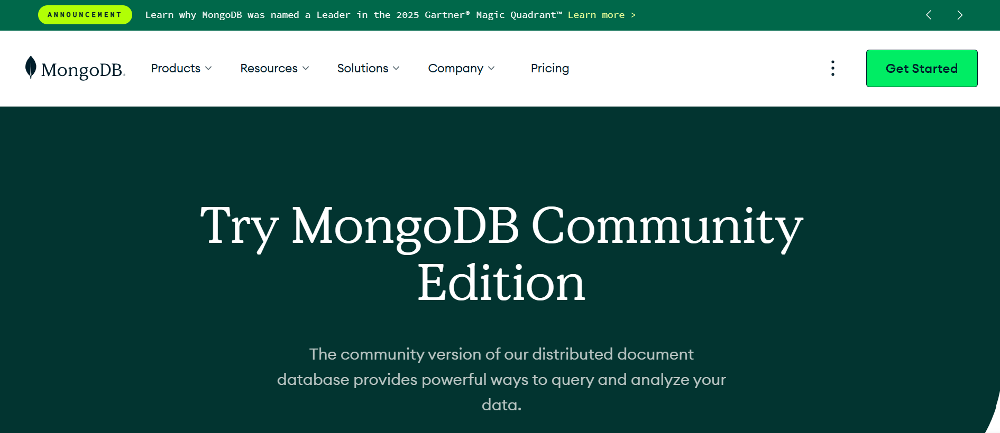 ANNOUNCEMENT Learn why MongoDB was named a Leader in the 2025 Gartner® Magic Quadrant™ Learn more >
MongoDB® Products Resources Solutions Company Pricing Get Started
Try MongoDB Community
Edition
The community version of our distributed document
database provides powerful ways to query and analyze your
data.